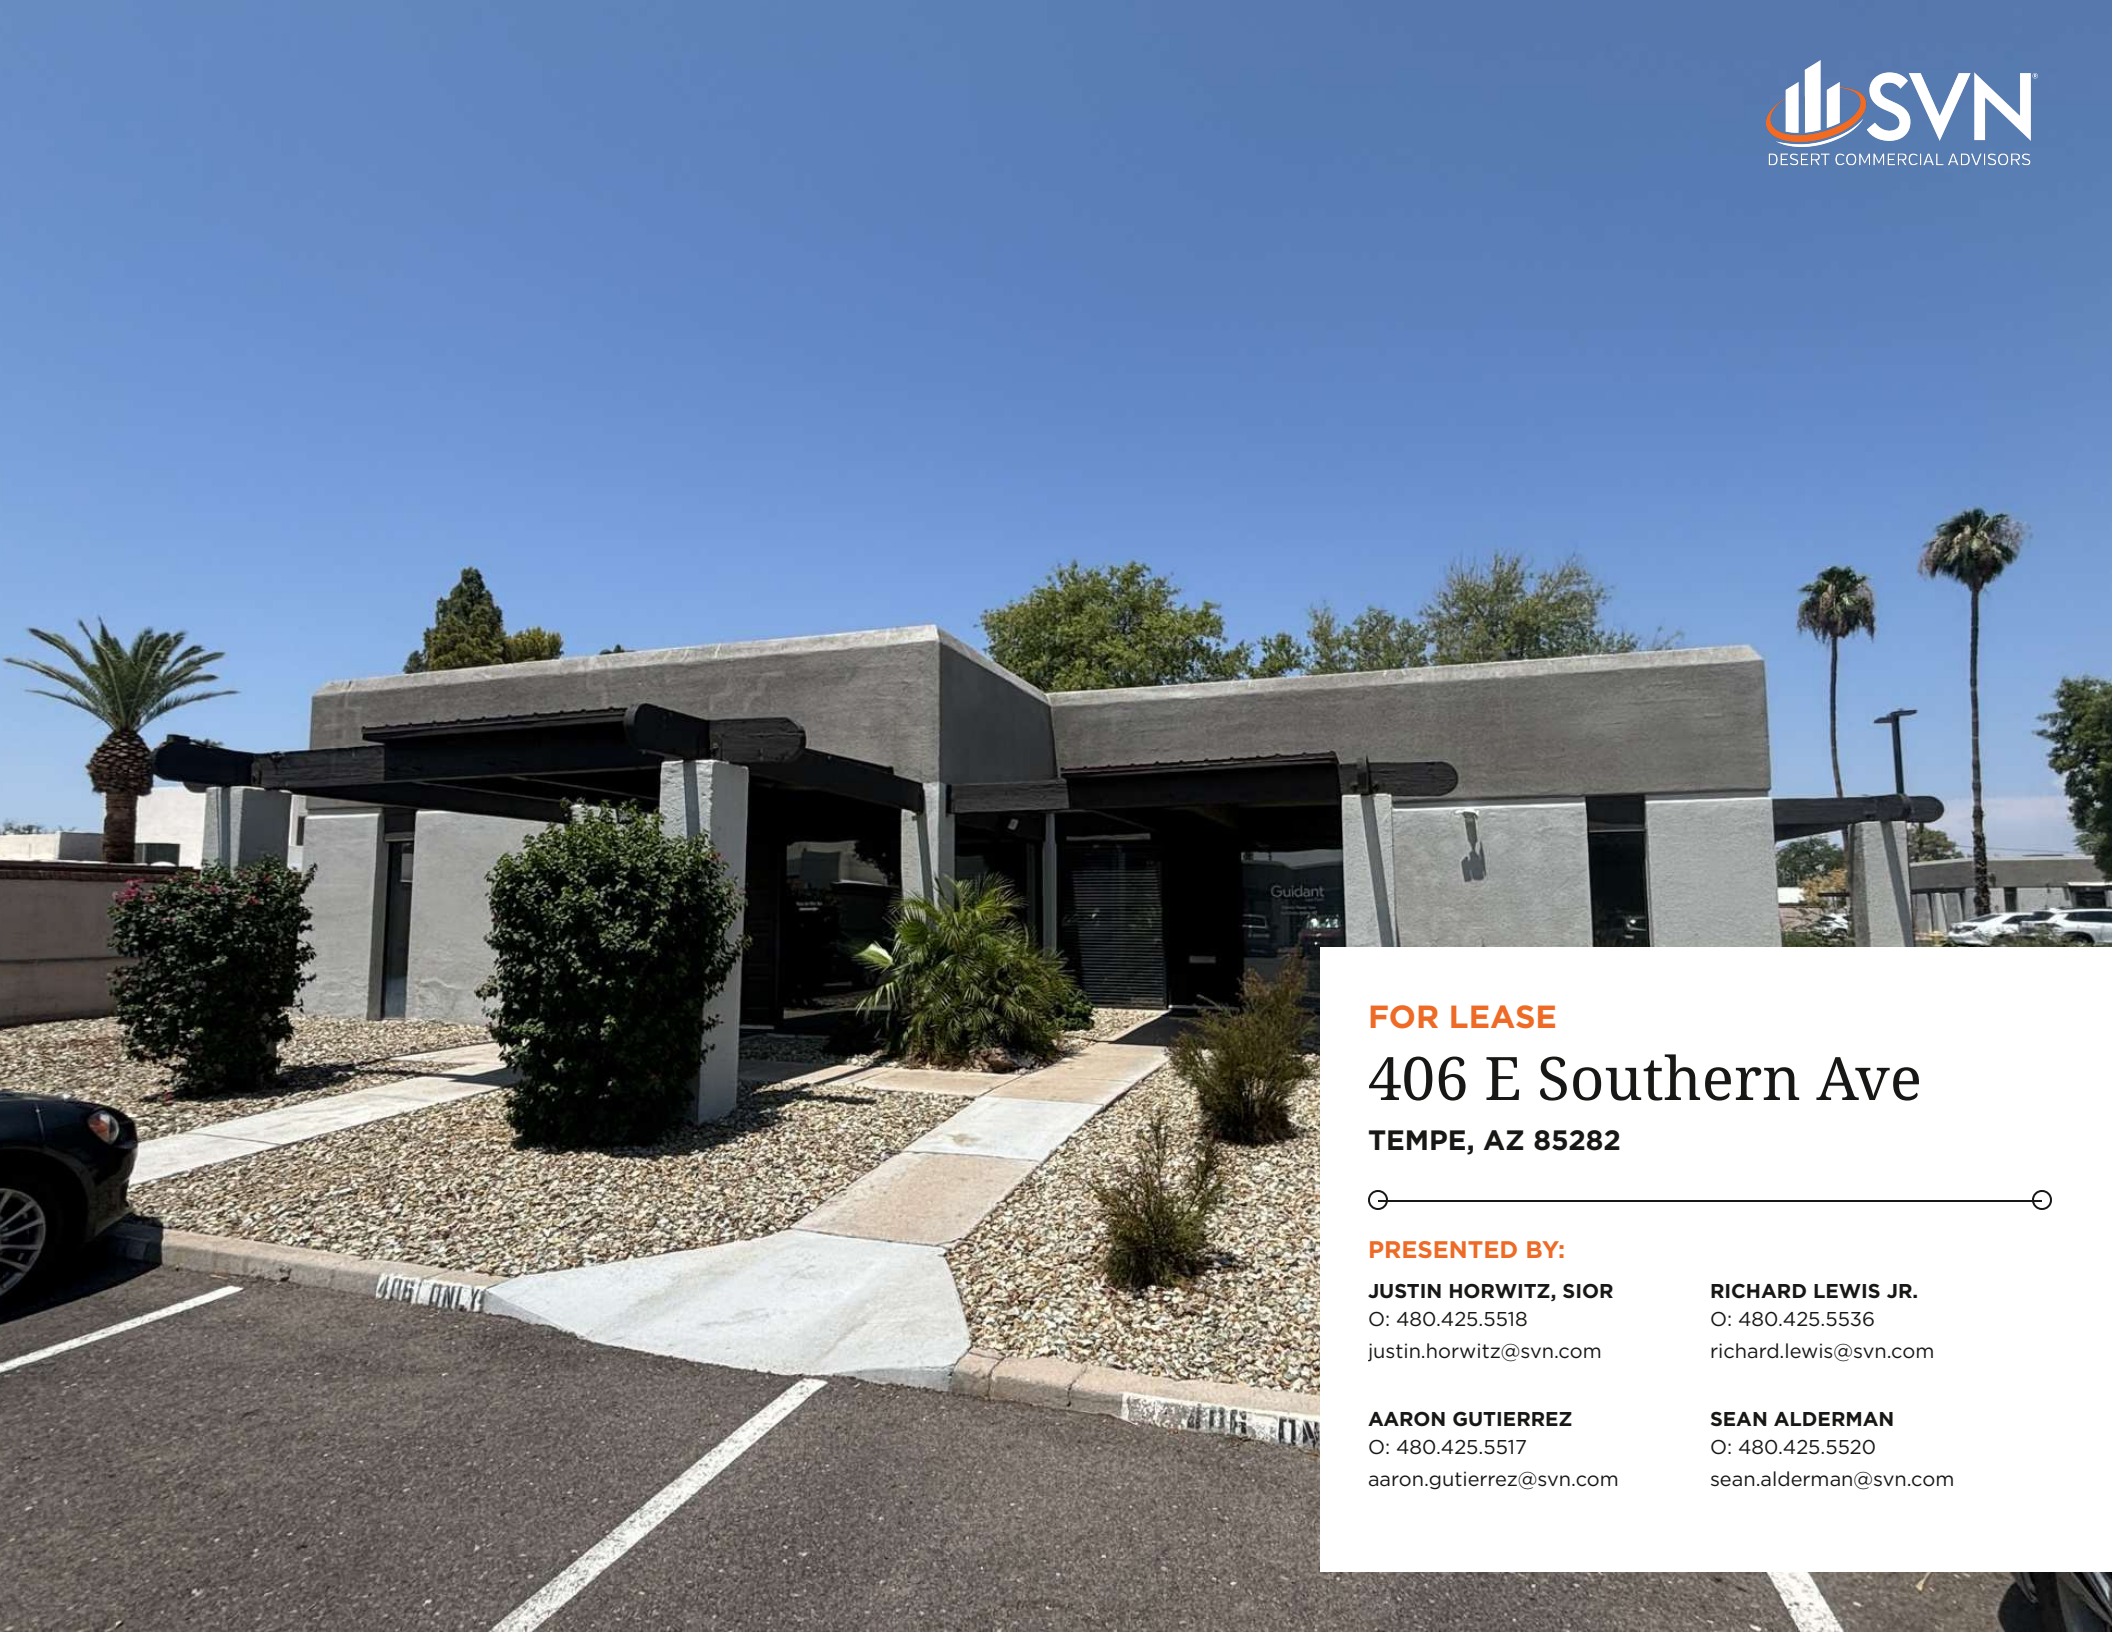 SVN®
DESERT COMMERCIAL ADVISORS
Guidant
406 ONLY
406
FOR LEASE
406 E Southern Ave
TEMPE, AZ 85282
PRESENTED BY:
JUSTIN HORWITZ, SIOR
O: 480.425.5518
justin.horwitz@svn.com
RICHARD LEWIS JR.
O: 480.425.5536
richard.lewis@svn.com
AARON GUTIERREZ
O: 480.425.5517
aaron.gutierrez@svn.com
SEAN ALDERMAN
O: 480.425.5520
sean.alderman@svn.com